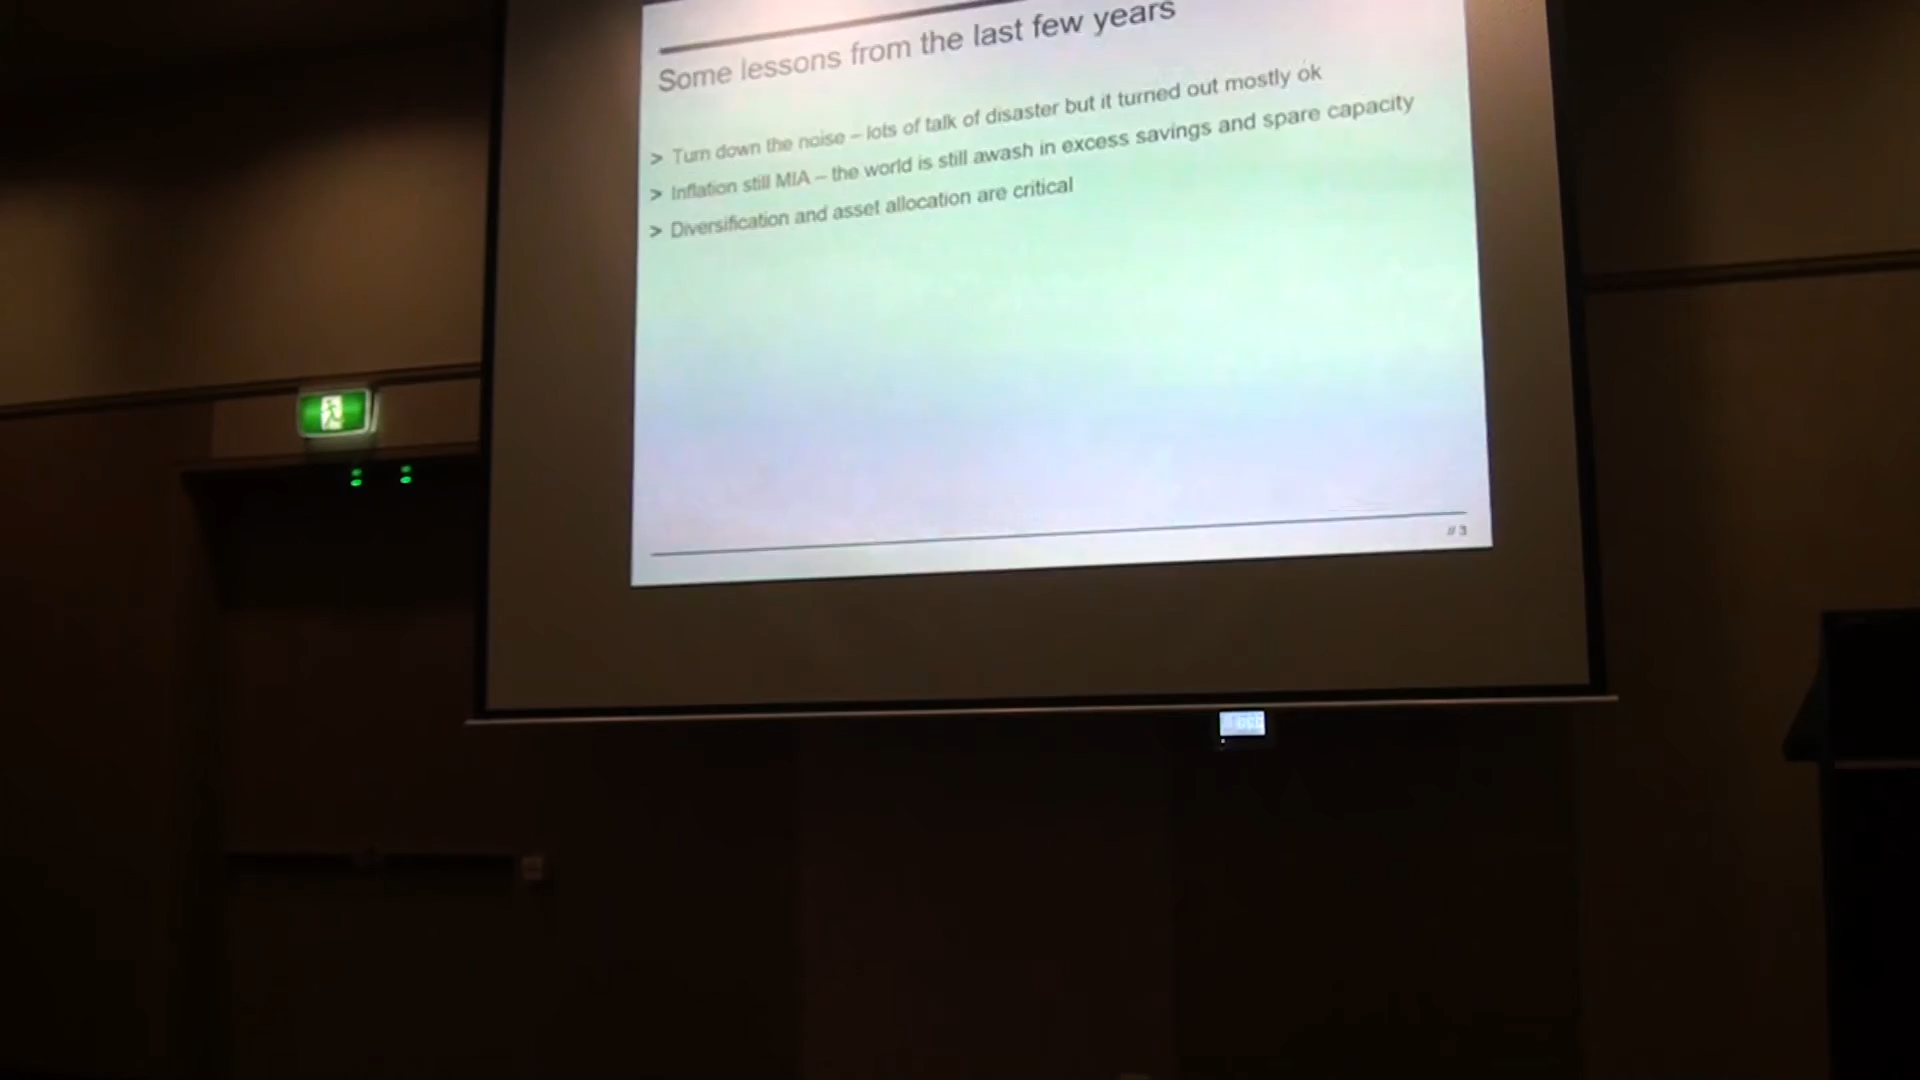 Some lessons from the last few years
> Turn down the noise – lots of talk of disaster but it turned out mostly ok
> Inflation still MIA – the world is still awash in excess savings and spare capacity
> Diversification and asset allocation are critical
// 3